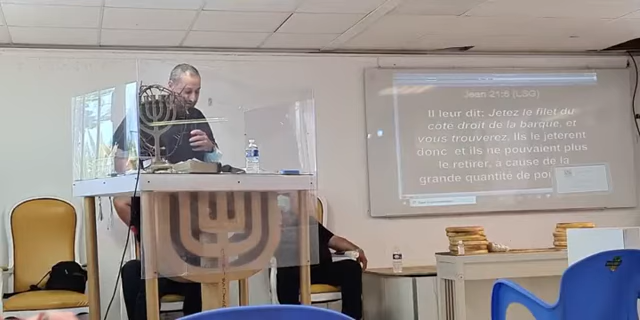 Jean 21:6 (LSG)
Il leur dit: Jetez le filet du
côté droit de la barque, et
vous trouverez. Ils le jetèrent
donc et ils ne pouvaient plus
le retirer, à cause de la
grande quantité de poi